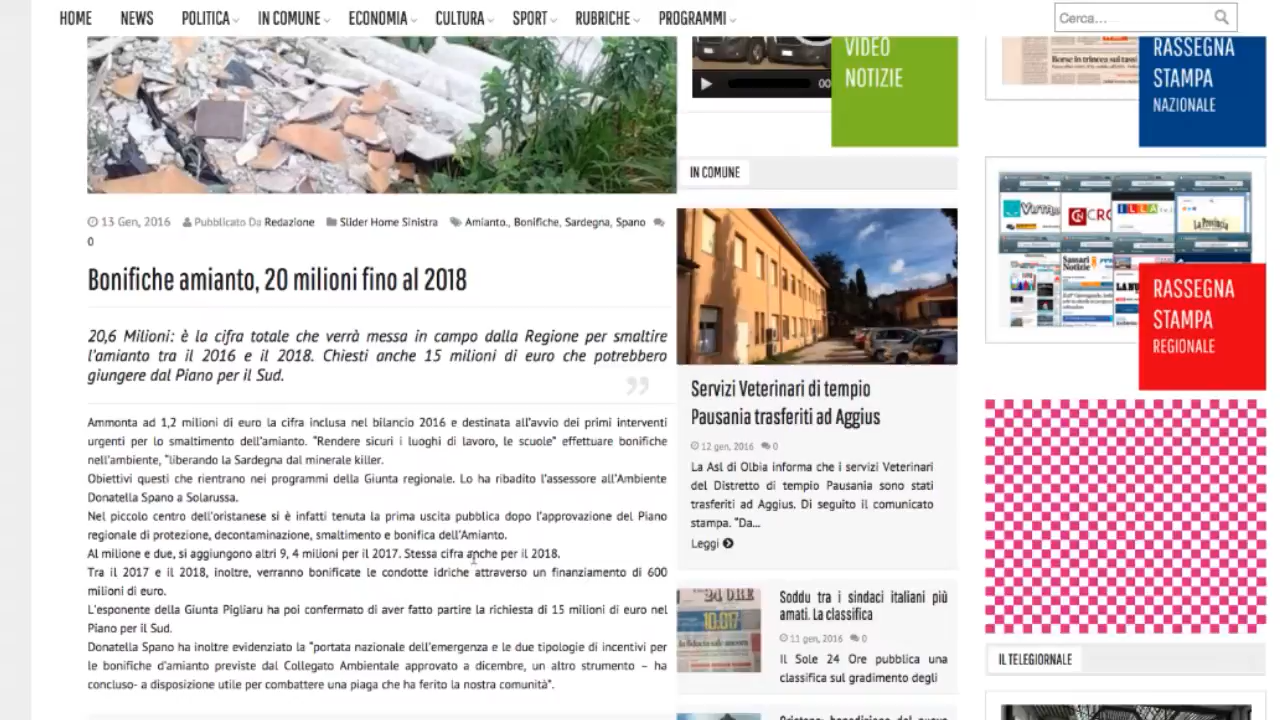 HOME NEWS POLITICA IN COMUNE ECONOMIA CULTURA SPORT RUBRICHE PROGRAMMI
Cerca...
13 Gen, 2016 Pubblicato Da Redazione Slider Home Sinistra Amianto., Bonifiche, Sardegna, Spano
0
Bonifiche amianto, 20 milioni fino al 2018
20,6 Milioni: è la cifra totale che verrà messa in campo dalla Regione per smaltire
l'amianto tra il 2016 e il 2018. Chiesti anche 15 milioni di euro che potrebbero
giungere dal Piano per il Sud.
Ammonta ad 1,2 milioni di euro la cifra inclusa nel bilancio 2016 e destinata all'avvio dei primi interventi
urgenti per lo smaltimento dell'amianto. "Rendere sicuri i luoghi di lavoro, le scuole" effettuare bonifiche
nell'ambiente, "liberando la Sardegna dal minerale killer.
Obiettivi questi che rientrano nei programmi della Giunta regionale. Lo ha ribadito l'assessore all'Ambiente
Donatella Spano a Solarussa.
Nel piccolo centro dell'oristanese si è infatti tenuta la prima uscita pubblica dopo l'approvazione del Piano
regionale di protezione, decontaminazione, smaltimento e bonifica dell'Amianto.
Al milione e due, si aggiungono altri 9, 4 milioni per il 2017. Stessa cifra anche per il 2018.
Tra il 2017 e il 2018, inoltre, verranno bonificate le condotte idriche attraverso un finanziamento di 600
milioni di euro.
L'esponente della Giunta Pigliaru ha poi confermato di aver fatto partire la richiesta di 15 milioni di euro nel
Piano per il Sud.
Donatella Spano ha inoltre evidenziato la "portata nazionale dell'emergenza e le due tipologie di incentivi per
le bonifiche d'amianto previste dal Collegato Ambientale approvato a dicembre, un altro strumento – ha
concluso- a disposizione utile per combattere una piaga che ha ferito la nostra comunità".
00
VIDEO
NOTIZIE
IN COMUNE
Servizi Veterinari di tempio
Pausania trasferiti ad Aggius
12 gen, 2016 0
La Asl di Olbia informa che i servizi Veterinari
del Distretto di tempio Pausania sono stati
trasferiti ad Aggius. Di seguito il comunicato
stampa. "Da...
Leggi
24 ORE
10.017
Soddu tra i sindaci italiani più
amati. La classifica
11 gen, 2016 0
Il Sole 24 Ore pubblica una
classifica sul gradimento degli
Borse in trincea sui tassi
RASSEGNA
STAMPA
NAZIONALE
La Provincia
Sassari
Notizie
RASSEGNA
STAMPA
REGIONALE
IL TELEGIORNALE